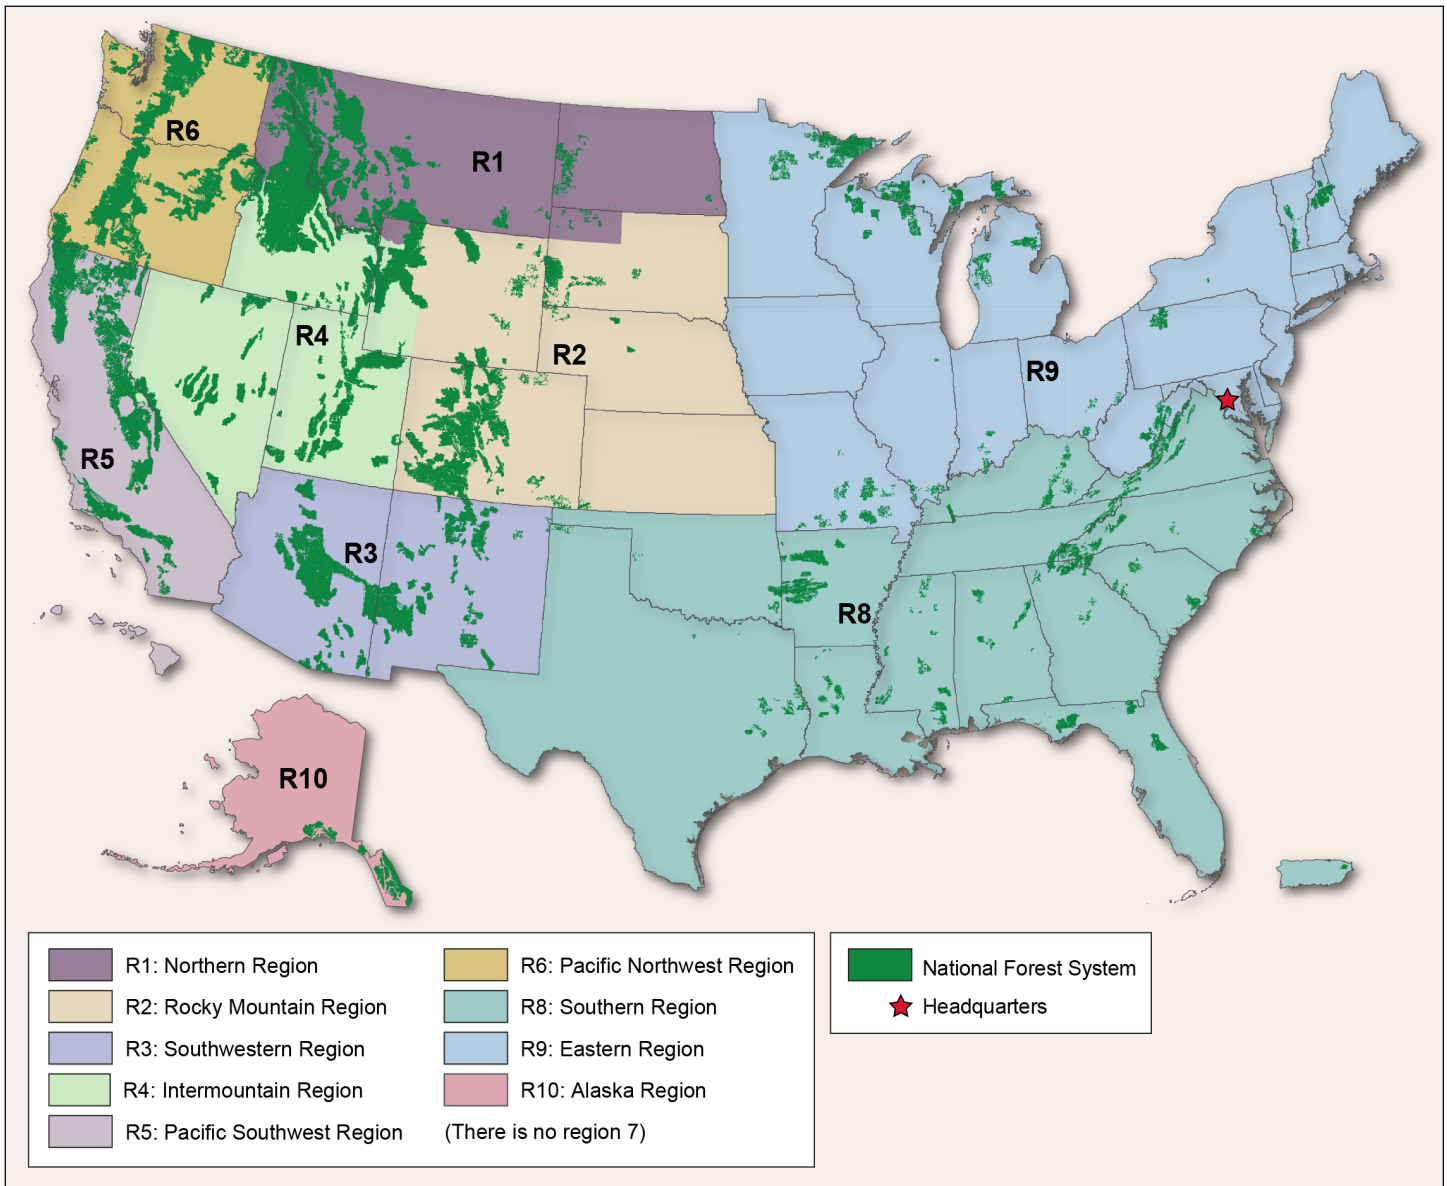 R6
R1
R4
R2
R9
R5
R3
R8
R10
R1: Northern Region
R2: Rocky Mountain Region
R3: Southwestern Region
R4: Intermountain Region
R5: Pacific Southwest Region
R6: Pacific Northwest Region
R8: Southern Region
R9: Eastern Region
R10: Alaska Region
(There is no region 7)
National Forest System
Headquarters